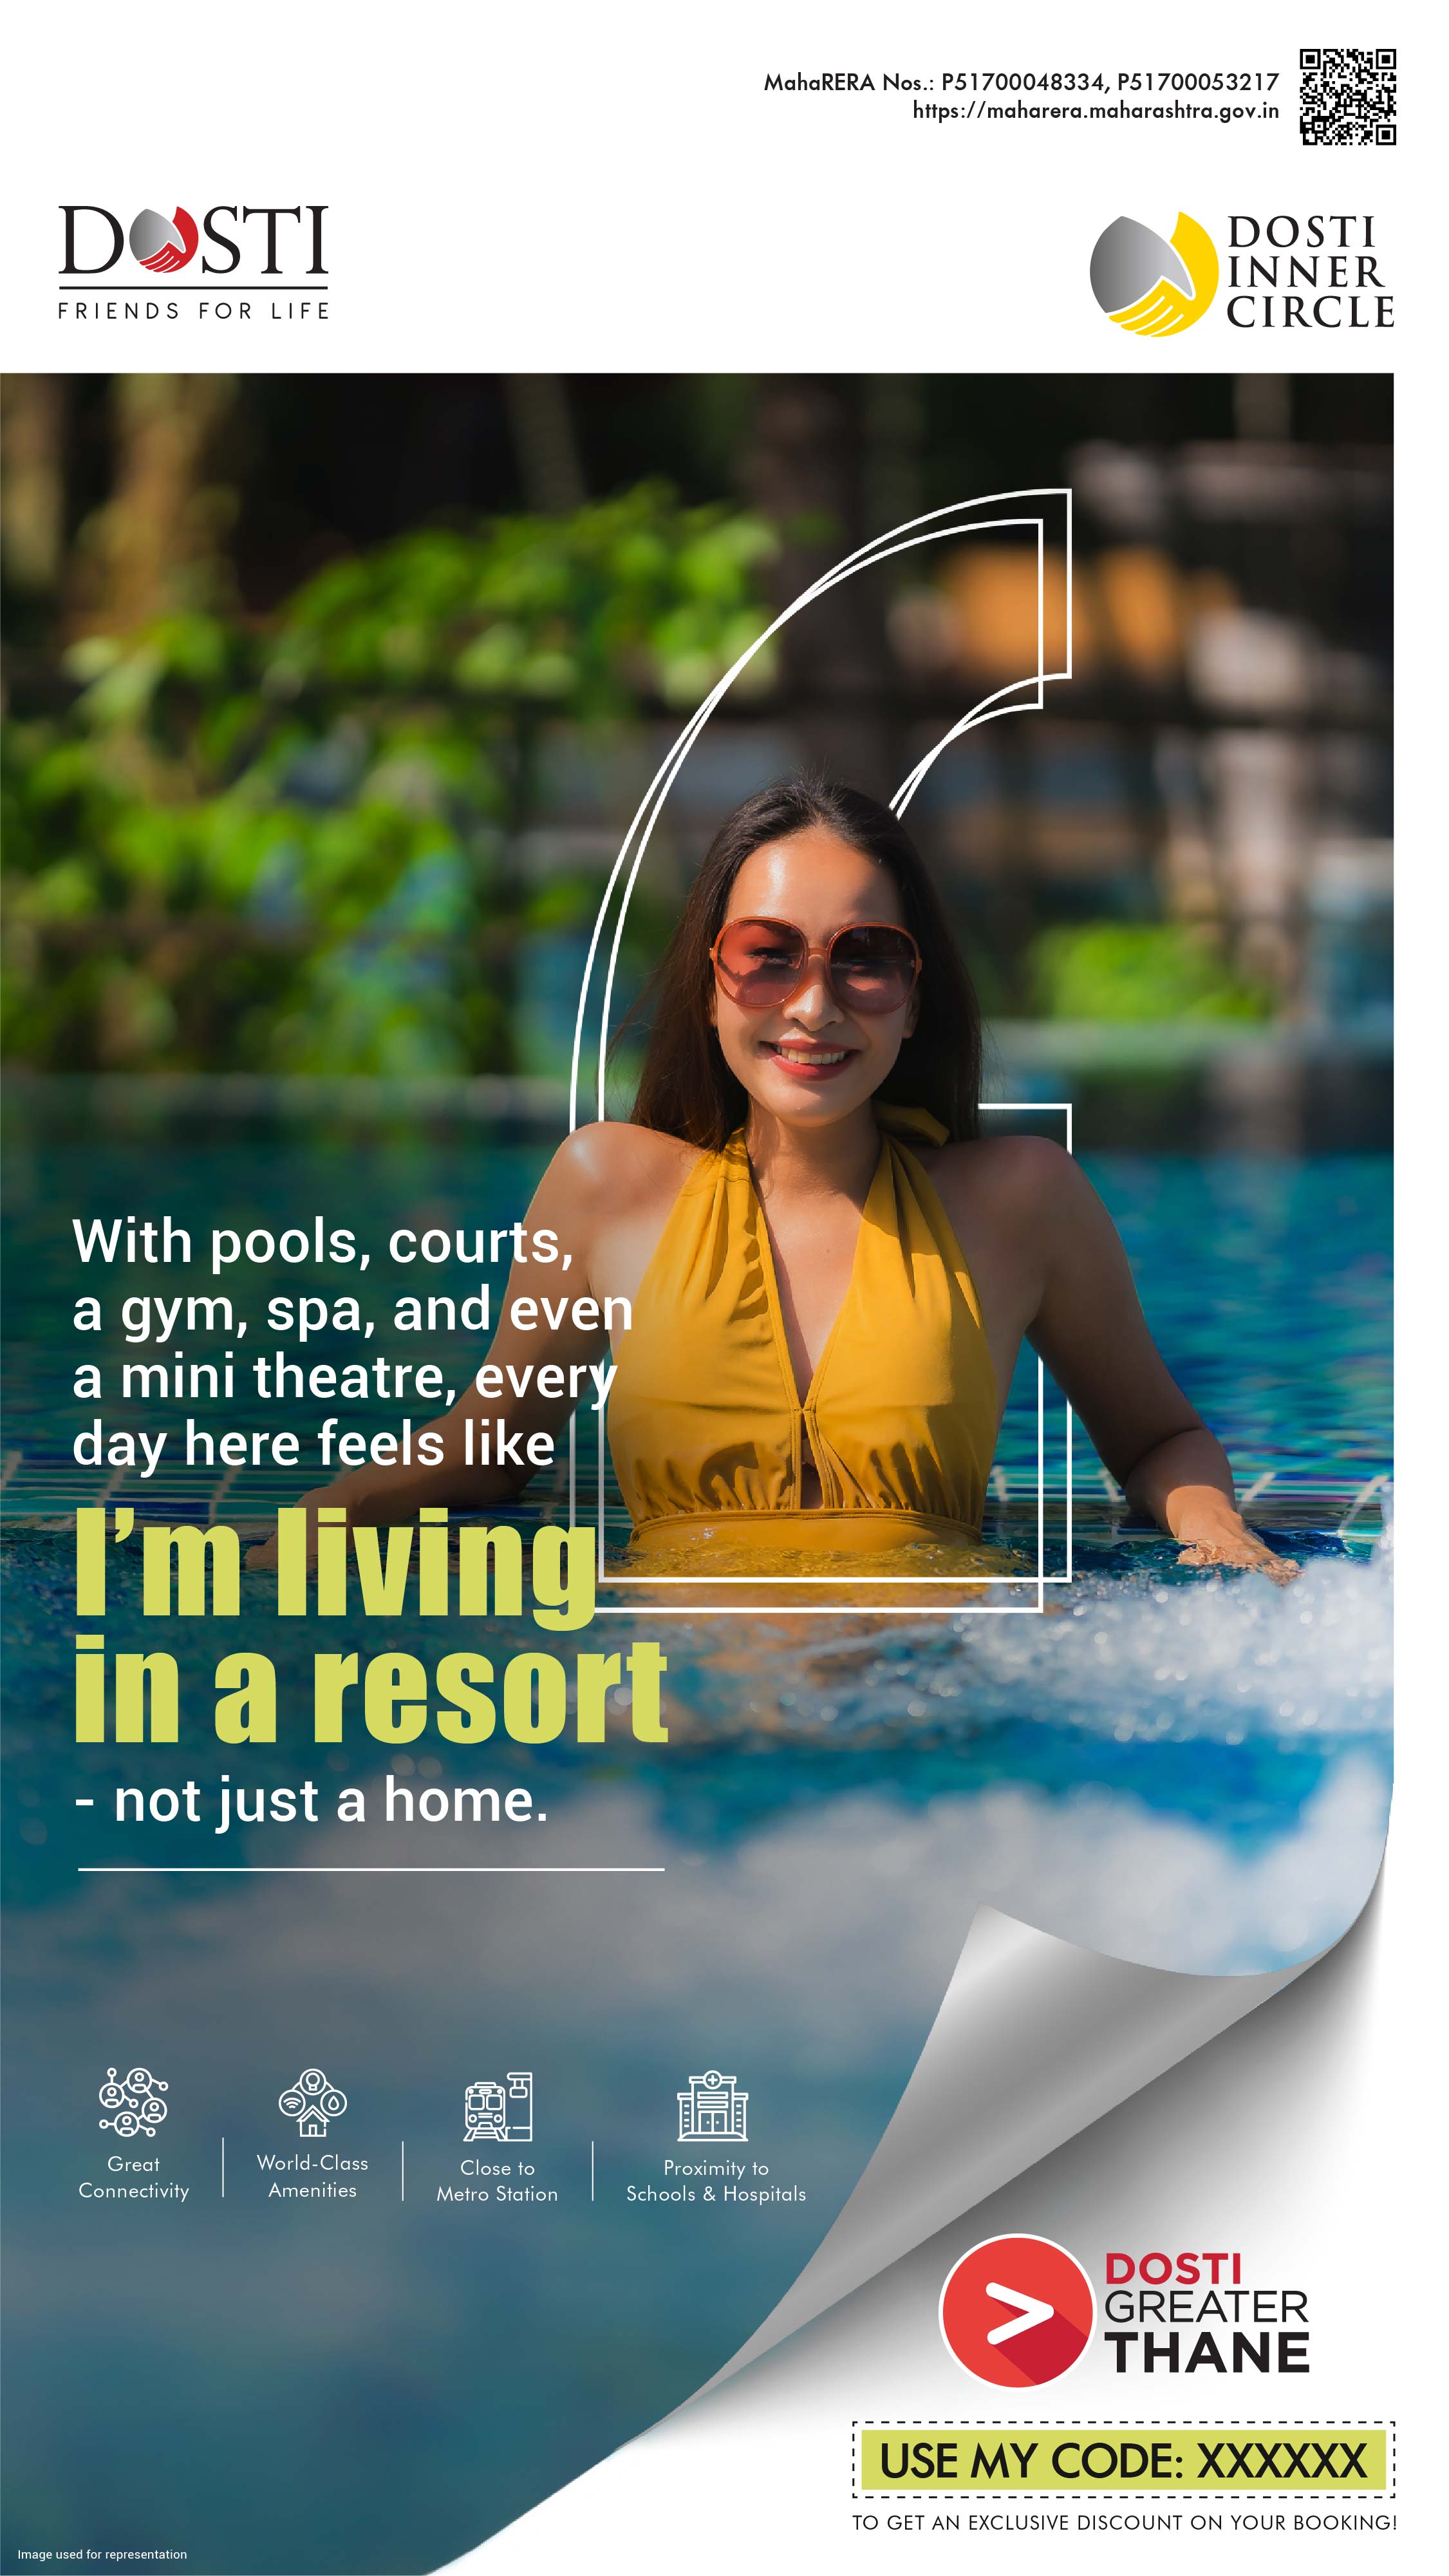 MahaRERA Nos.: P51700048334, P51700053217
https://maharera.maharashtra.gov.in
DOSTI
FRIENDS FOR LIFE
DOSTI
INNER
CIRCLE
With pools, courts,
a gym, spa, and even
a mini theatre, every
day here feels like
I'm living
in a resort
- not just a home.
Great
Connectivity
World-Class
Amenities
Close to
Metro Station
Proximity to
Schools & Hospitals
DOSTI
GREATER
THANE
USE MY CODE: XXXXXX
TO GET AN EXCLUSIVE DISCOUNT ON YOUR BOOKING!
Image used for representation